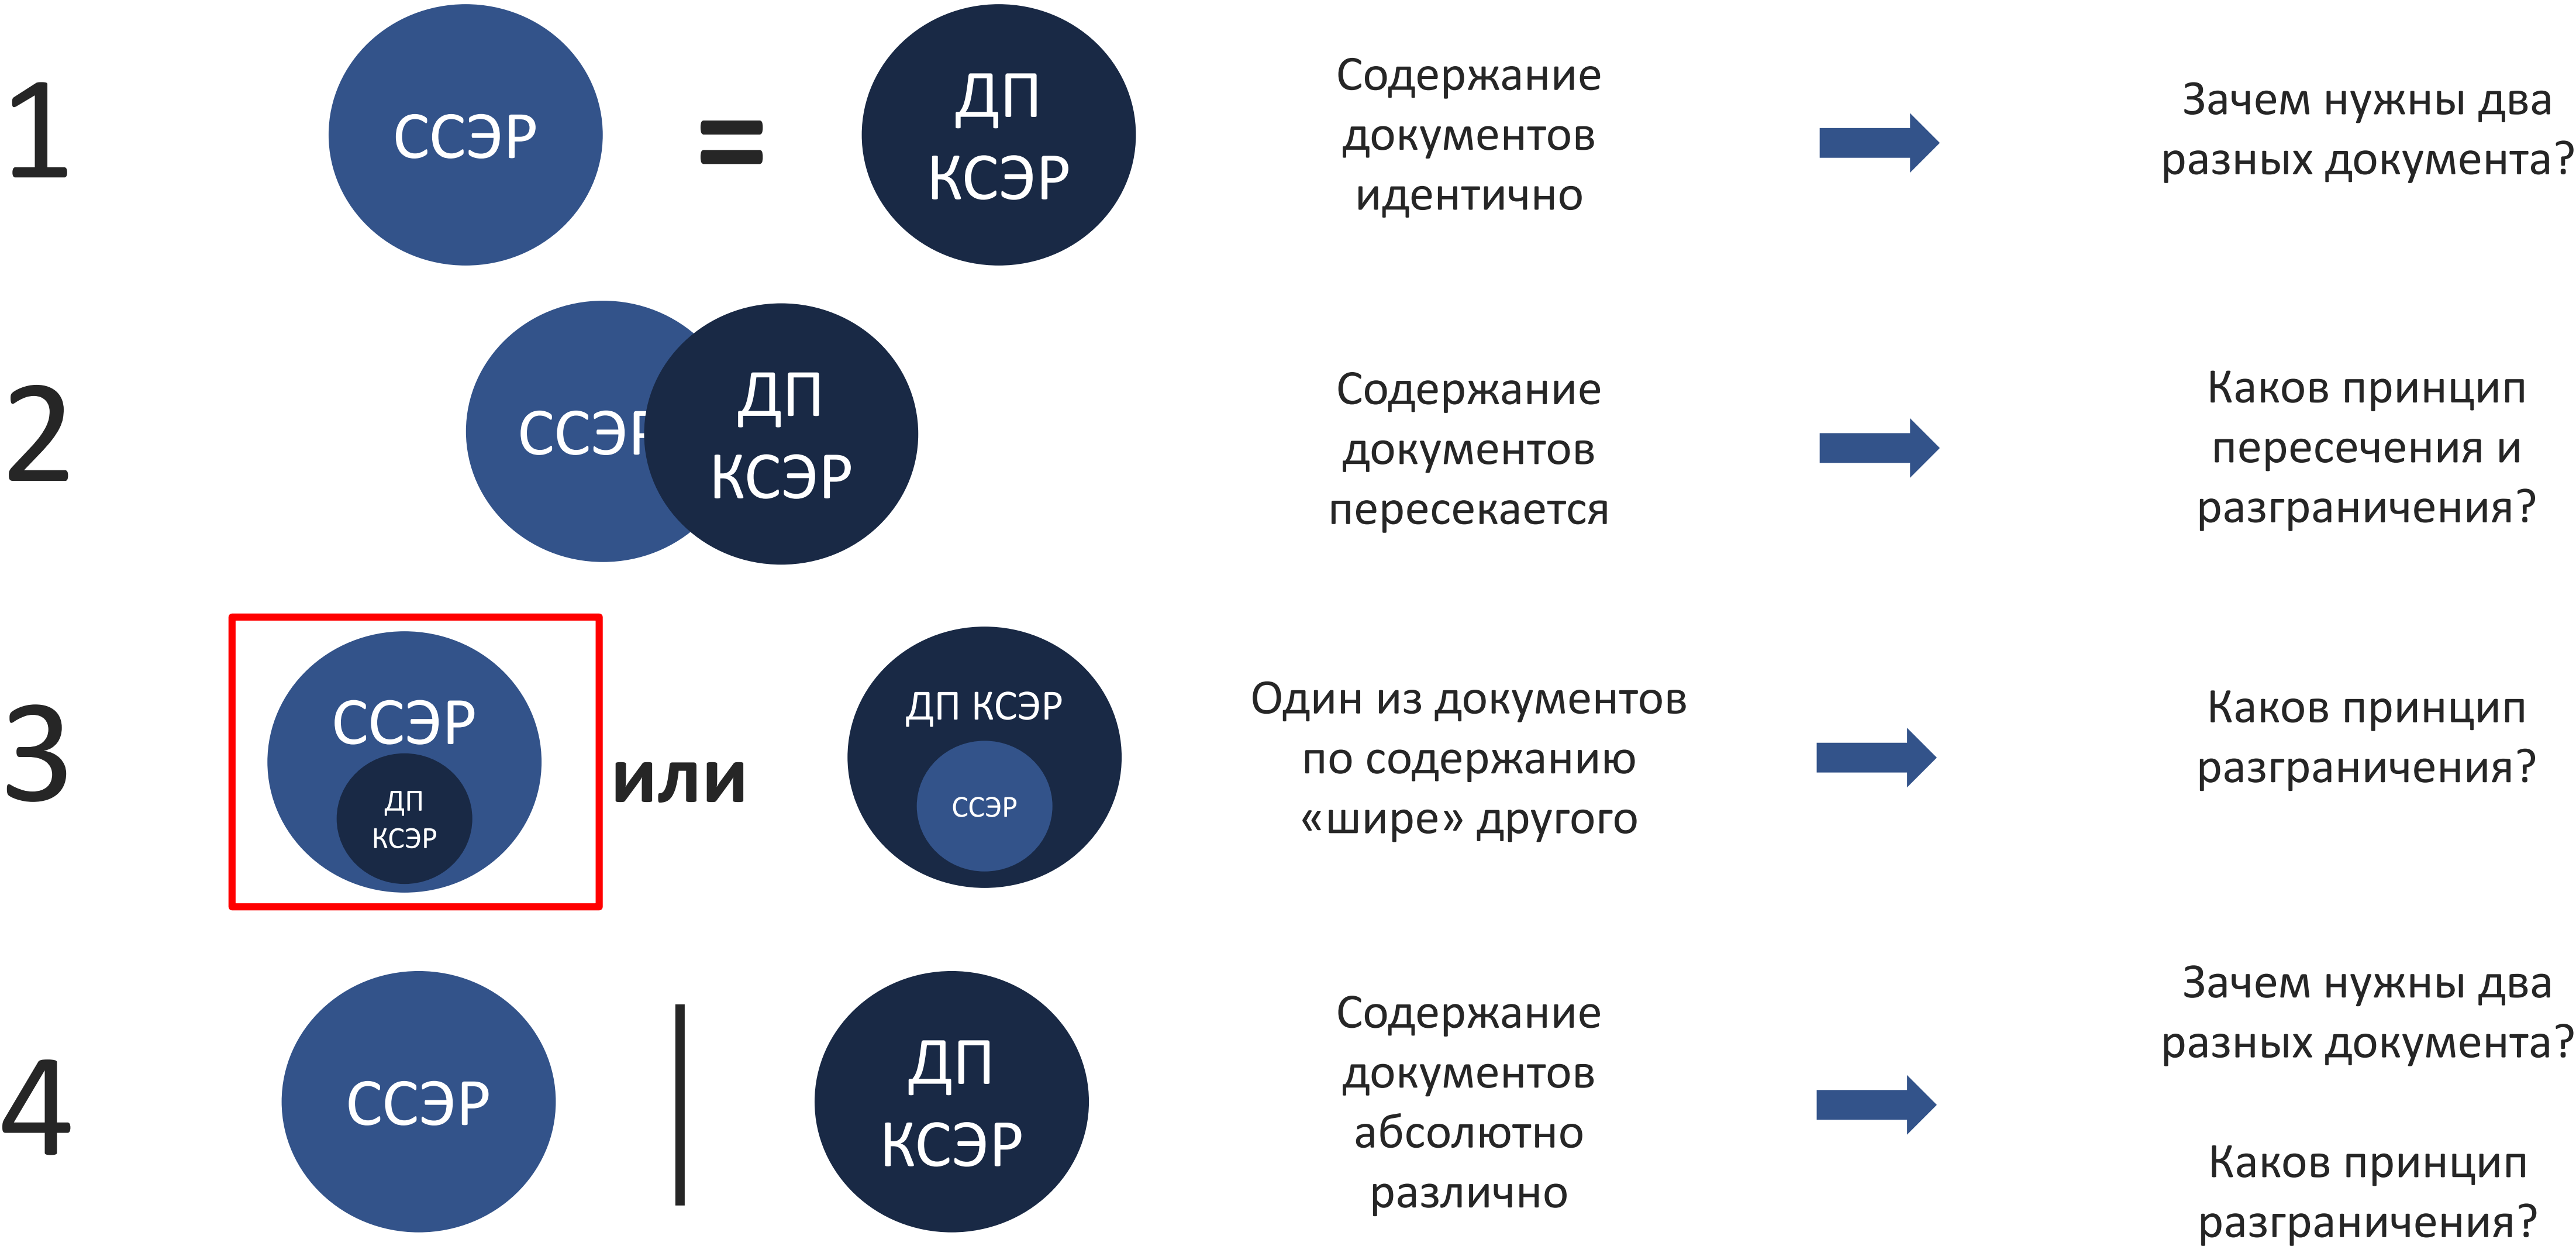 1
ССЭР
=
ДП
КСЭР
Содержание
документов
идентично
Зачем нужны два
разных документа?
2
ССЭР
ДП
КСЭР
Содержание
документов
пересекается
Каков принцип
пересечения и
разграничения?
3
ССЭР
ДП
КСЭР
или
ДП КСЭР
ССЭР
Один из документов
по содержанию
«шире» другого
Каков принцип
разграничения?
4
ССЭР
ДП
КСЭР
Содержание
документов
абсолютно
различно
Зачем нужны два
разных документа?
Каков принцип
разграничения?